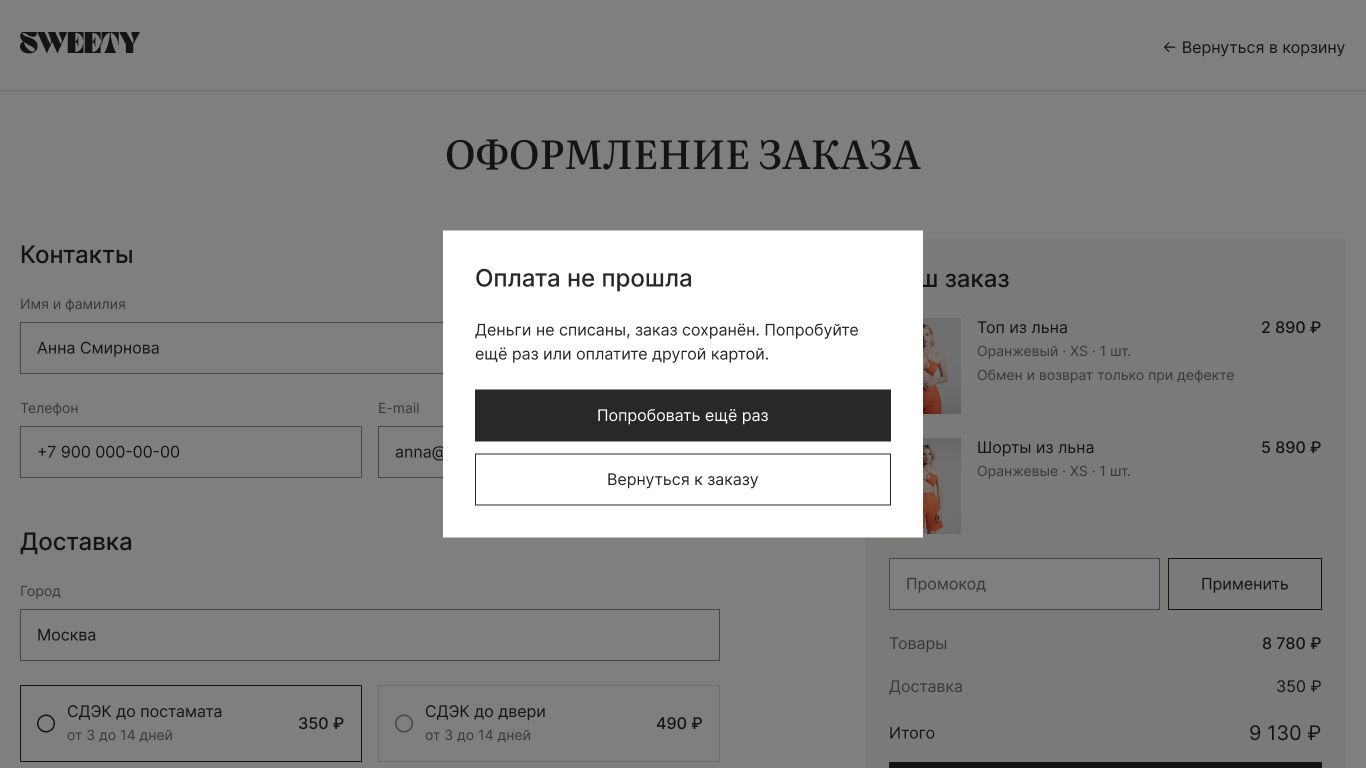 SWEETY
← Вернуться в корзину
ОФОРМЛЕНИЕ ЗАКАЗА
Контакты
Имя и фамилия
Анна Смирнова
Телефон
+7 900 000-00-00
E-mail
anna@
Доставка
Город
Москва
СДЭК до постамата
от 3 до 14 дней
350 ₽
СДЭК до двери
от 3 до 14 дней
490 ₽
Оплата не прошла
Деньги не списаны, заказ сохранён. Попробуйте
ещё раз или оплатите другой картой.
Попробовать ещё раз
Вернуться к заказу
заказ
Топ из льна
2 890 ₽
Оранжевый · XS · 1 шт.
Обмен и возврат только при дефекте
Шорты из льна
5 890 ₽
Оранжевые · XS · 1 шт.
Промокод
Применить
Товары
8 780 ₽
Доставка
350 ₽
Итого
9 130 ₽